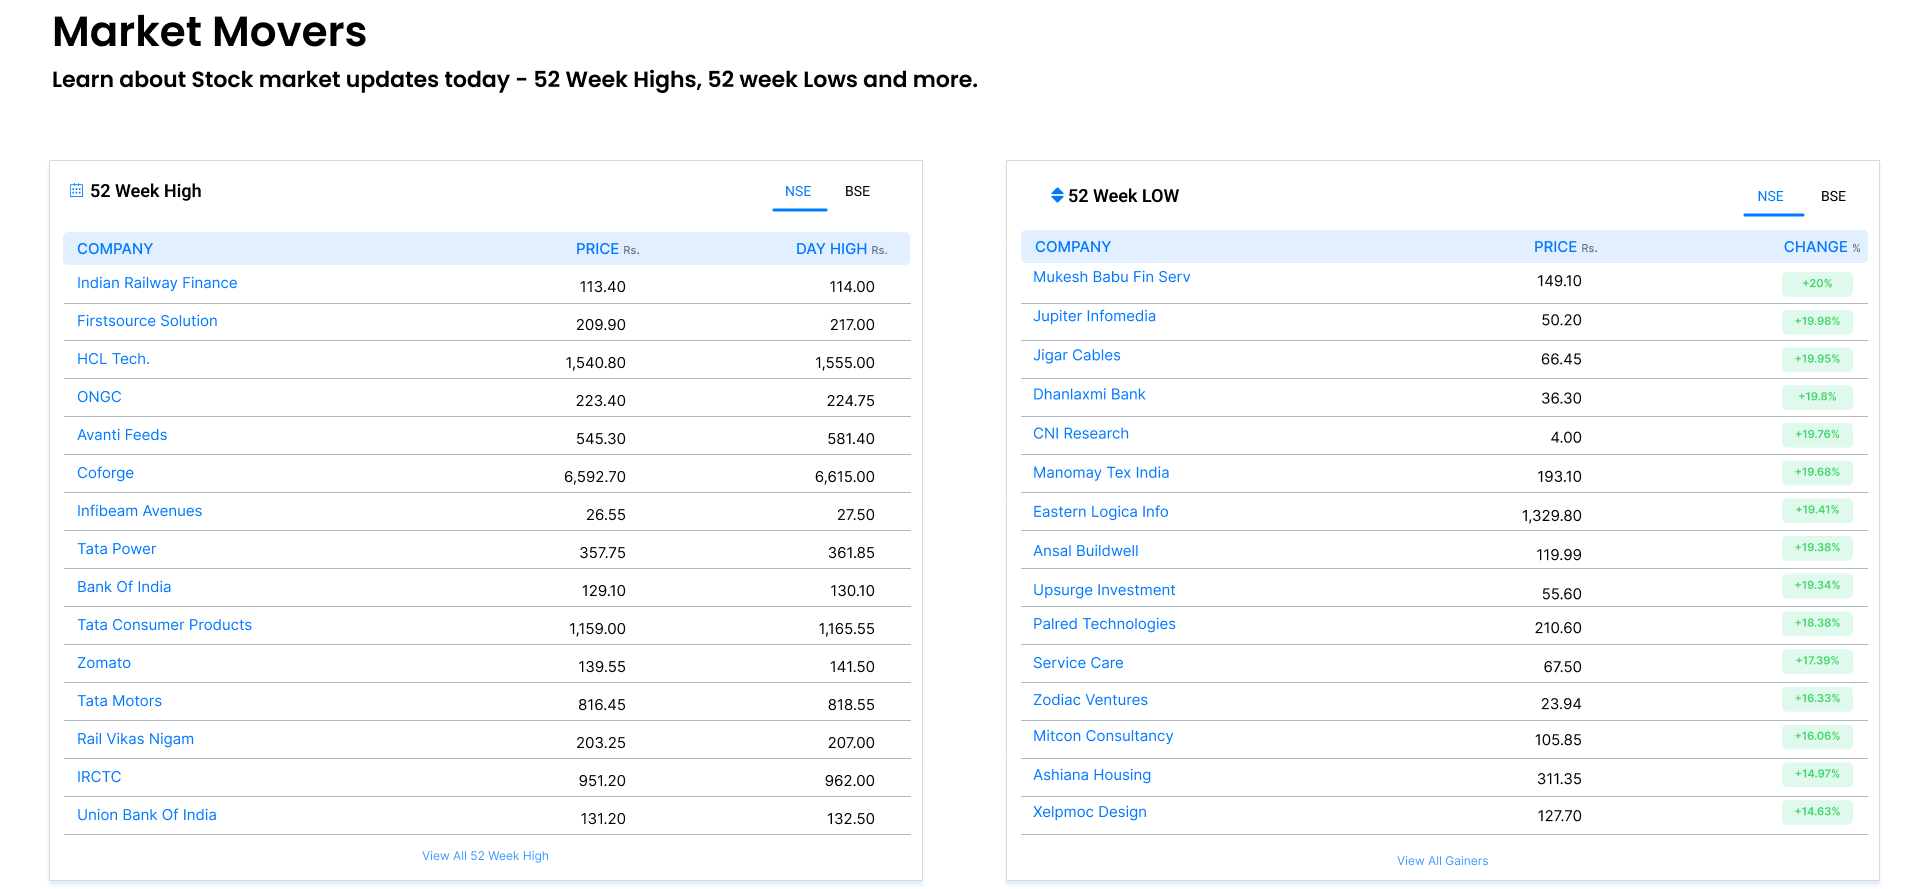 Market Movers
Learn about Stock market updates today - 52 Week Highs, 52 week Lows and more.
52 Week High NSE BSE
COMPANY PRICE Rs. DAY HIGH Rs.
Indian Railway Finance 113.40 114.00
Firstsource Solution 209.90 217.00
HCL Tech. 1,540.80 1,555.00
ONGC 223.40 224.75
Avanti Feeds 545.30 581.40
Coforge 6,592.70 6,615.00
Infibeam Avenues 26.55 27.50
Tata Power 357.75 361.85
Bank Of India 129.10 130.10
Tata Consumer Products 1,159.00 1,165.55
Zomato 139.55 141.50
Tata Motors 816.45 818.55
Rail Vikas Nigam 203.25 207.00
IRCTC 951.20 962.00
Union Bank Of India 131.20 132.50
View All 52 Week High
52 Week LOW NSE BSE
COMPANY PRICE Rs. CHANGE %
Mukesh Babu Fin Serv 149.10 +20%
Jupiter Infomedia 50.20 +19.98%
Jigar Cables 66.45 +19.95%
Dhanlaxmi Bank 36.30 +19.8%
CNI Research 4.00 +19.76%
Manomay Tex India 193.10 +19.68%
Eastern Logica Info 1,329.80 +19.41%
Ansal Buildwell 119.99 +19.38%
Upsurge Investment 55.60 +19.34%
Palred Technologies 210.60 +18.38%
Service Care 67.50 +17.39%
Zodiac Ventures 23.94 +16.33%
Mitcon Consultancy 105.85 +16.06%
Ashiana Housing 311.35 +14.97%
Xelpmoc Design 127.70 +14.63%
View All Gainers